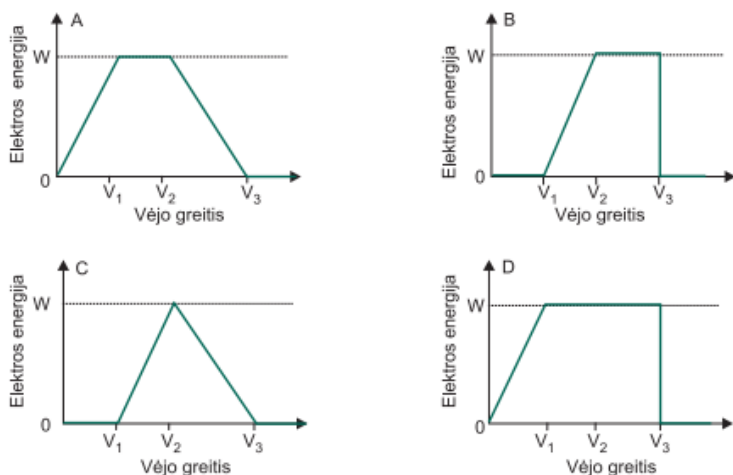 A
Elektros energija
W
0
V1 V2 V3
Vėjo greitis
B
Elektros energija
W
0
V1 V2 V3
Vėjo greitis
C
Elektros energija
W
0
V1 V2 V3
Vėjo greitis
D
Elektros energija
W
0
V1 V2 V3
Vėjo greitis